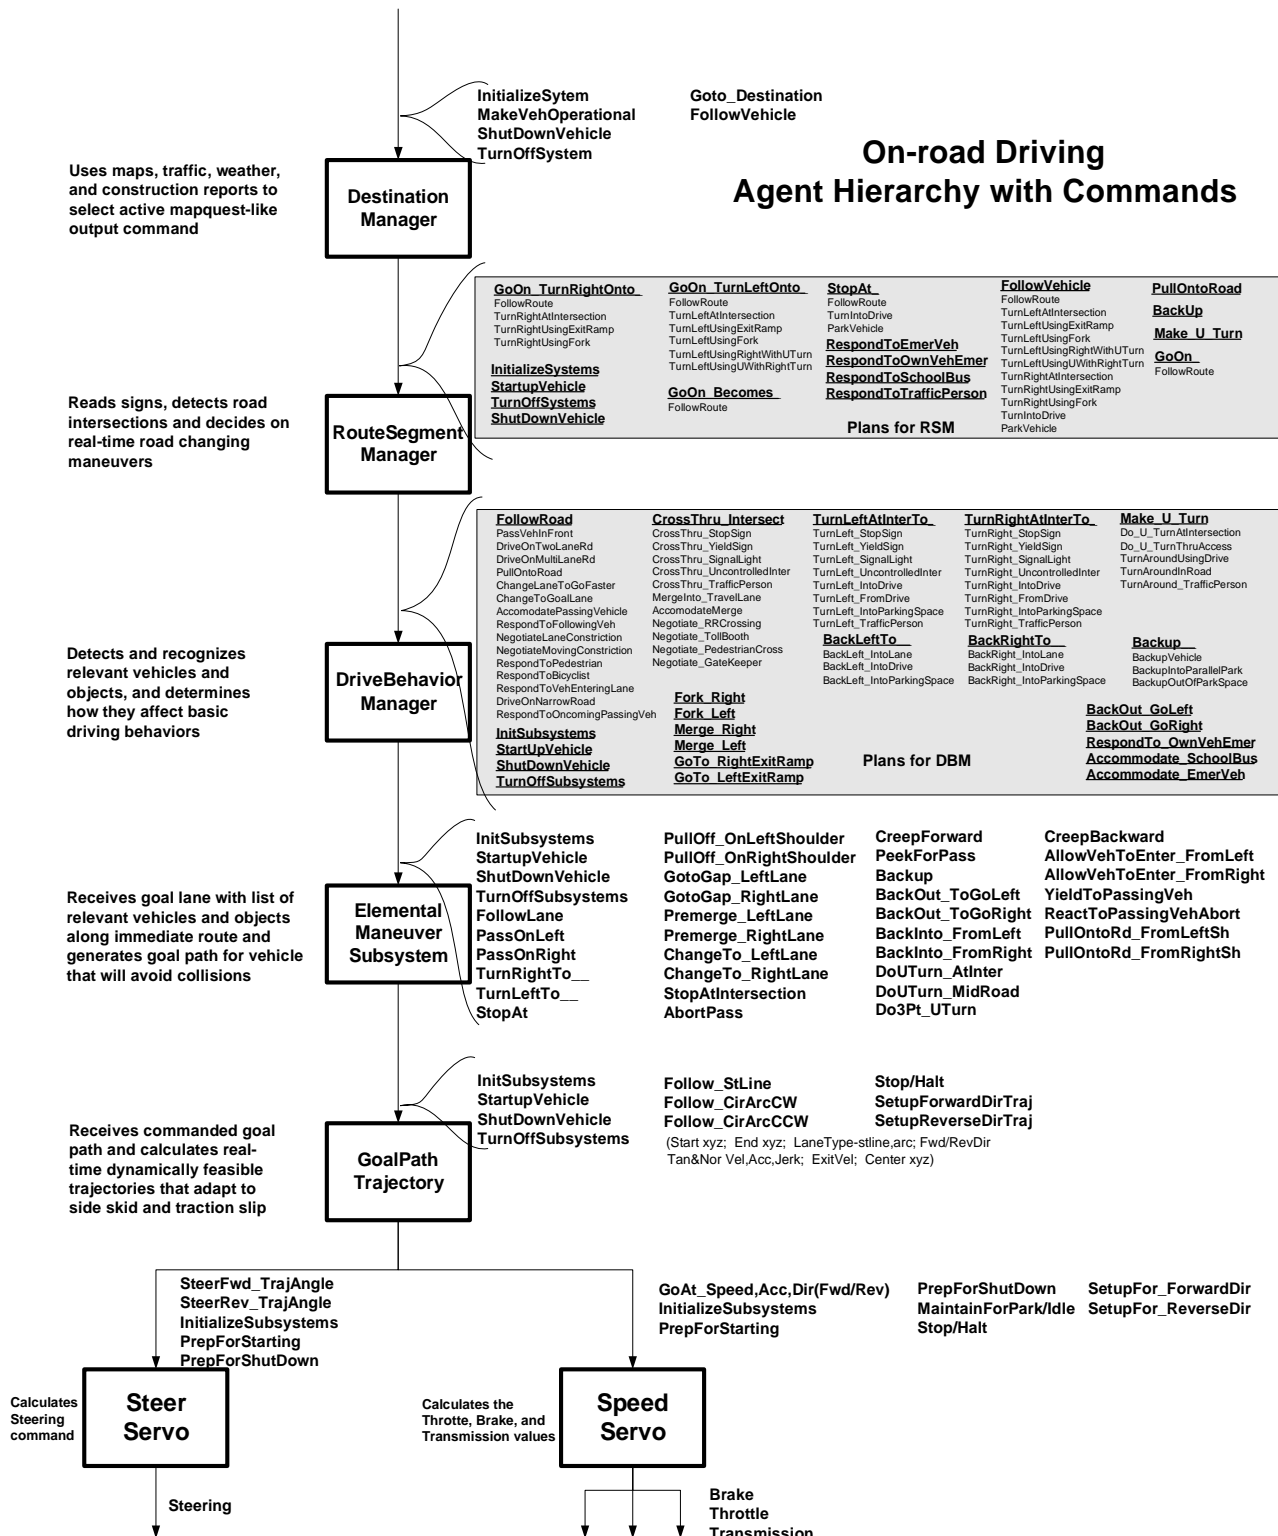 InitializeSytem
MakeVehOperational
ShutDownVehicle
TurnOffSystem
Goto_Destination
FollowVehicle
On-road Driving
Agent Hierarchy with Commands
Uses maps, traffic, weather,
and construction reports to
select active mapquest-like
output command
Destination
Manager
GoOn_TurnRightOnto_
FollowRoute
TurnRightAtIntersection
TurnRightUsingExitRamp
TurnRightUsingFork
InitializeSystems
StartupVehicle
TurnOffSystems
ShutDownVehicle
GoOn_TurnLeftOnto_
FollowRoute
TurnLeftAtIntersection
TurnLeftUsingExitRamp
TurnLeftUsingFork
TurnLeftUsingRightWithUTurn
TurnLeftUsingUWithRightTurn
GoOn_Becomes_
FollowRoute
StopAt_
FollowRoute
TurnIntoDrive
ParkVehicle
RespondToEmerVeh
RespondToOwnVehEmer
RespondToSchoolBus
RespondToTrafficPerson
FollowVehicle
FollowRoute
TurnLeftAtIntersection
TurnLeftUsingExitRamp
TurnLeftUsingFork
TurnLeftUsingRightWithUTurn
TurnLeftUsingUWithRightTurn
TurnRightAtIntersection
TurnRightUsingExitRamp
TurnRightUsingFork
TurnIntoDrive
ParkVehicle
PullOntoRoad
BackUp
Make_U_Turn
GoOn_
FollowRoute
Plans for RSM
Reads signs, detects road
intersections and decides on
real-time road changing
maneuvers
RouteSegment
Manager
FollowRoad
PassVehInFront
DriveOnTwoLaneRd
DriveOnMultiLaneRd
PullOntoRoad
ChangeLaneToGoFaster
ChangeToGoalLane
AccomodatePassingVehicle
RespondToFollowingVeh
NegotiateLaneConstriction
NegotiateMovingConstriction
RespondToPedestrian
RespondToBicyclist
RespondToVehEnteringLane
DriveOnNarrowRoad
RespondToOncomingPassingVeh
InitSubsystems
StartUpVehicle
ShutDownVehicle
TurnOffSubsystems
CrossThru_Intersect
CrossThru_StopSign
CrossThru_YieldSign
CrossThru_SignalLight
CrossThru_UncontrolledInter
CrossThru_TrafficPerson
MergeInto_TravelLane
AccomodateMerge
Negotiate_RRCrossing
Negotiate_TollBooth
Negotiate_PedestrianCross
Negotiate_GateKeeper
Fork_Right
Fork_Left
Merge_Right
Merge_Left
GoTo_RightExitRamp
GoTo_LeftExitRamp
TurnLeftAtInterTo_
TurnLeft_StopSign
TurnLeft_YieldSign
TurnLeft_SignalLight
TurnLeft_UncontrolledInter
TurnLeft_IntoDrive
TurnLeft_FromDrive
TurnLeft_IntoParkingSpace
TurnLeft_TrafficPerson
BackLeftTo__
BackLeft_IntoLane
BackLeft_IntoDrive
BackLeft_IntoParkingSpace
TurnRightAtInterTo_
TurnRight_StopSign
TurnRight_YieldSign
TurnRight_SignalLight
TurnRight_UncontrolledInter
TurnRight_IntoDrive
TurnRight_FromDrive
TurnRight_IntoParkingSpace
TurnRight_TrafficPerson
BackRightTo__
BackRight_IntoLane
BackRight_IntoDrive
BackRight_IntoParkingSpace
Make_U_Turn
Do_U_TurnAtIntersection
Do_U_TurnThruAccess
TurnAroundUsingDrive
TurnAroundInRoad
TurnAround_TrafficPerson
Backup__
BackupVehicle
BackupIntoParallelPark
BackupOutOfParkSpace
BackOut_GoLeft
BackOut_GoRight
RespondTo_OwnVehEmer
Accommodate_SchoolBus
Accommodate_EmerVeh
Plans for DBM
Detects and recognizes
relevant vehicles and
objects, and determines
how they affect basic
driving behaviors
DriveBehavior
Manager
InitSubsystems
StartupVehicle
ShutDownVehicle
TurnOffSubsystems
FollowLane
PassOnLeft
PassOnRight
TurnRightTo__
TurnLeftTo__
StopAt
PullOff_OnLeftShoulder
PullOff_OnRightShoulder
GotoGap_LeftLane
GotoGap_RightLane
Premerge_LeftLane
Premerge_RightLane
ChangeTo_LeftLane
ChangeTo_RightLane
StopAtIntersection
AbortPass
CreepForward
PeekForPass
Backup
BackOut_ToGoLeft
BackOut_ToGoRight
BackInto_FromLeft
BackInto_FromRight
DoUTurn_AtInter
DoUTurn_MidRoad
Do3Pt_UTurn
CreepBackward
AllowVehToEnter_FromLeft
AllowVehToEnter_FromRight
YieldToPassingVeh
ReactToPassingVehAbort
PullOntoRd_FromLeftSh
PullOntoRd_FromRightSh
Receives goal lane with list of
relevant vehicles and objects
along immediate route and
generates goal path for vehicle
that will avoid collisions
Elemental
Maneuver
Subsystem
InitSubsystems
StartupVehicle
ShutDownVehicle
TurnOffSubsystems
Follow_StLine
Follow_CirArcCW
Follow_CirArcCCW
Stop/Halt
SetupForwardDirTraj
SetupReverseDirTraj
(Start xyz; End xyz; LaneType-stline,arc; Fwd/RevDir
Tan&Nor Vel,Acc,Jerk; ExitVel; Center xyz)
Receives commanded goal
path and calculates real-
time dynamically feasible
trajectories that adapt to
side skid and traction slip
GoalPath
Trajectory
SteerFwd_TrajAngle
SteerRev_TrajAngle
InitializeSubsystems
PrepForStarting
PrepForShutDown
GoAt_Speed,Acc,Dir(Fwd/Rev)
InitializeSubsystems
PrepForStarting
PrepForShutDown
MaintainForPark/Idle
Stop/Halt
SetupFor_ForwardDir
SetupFor_ReverseDir
Calculates
Steering
command
Steer
Servo
Calculates the
Throtte, Brake, and
Transmission values
Speed
Servo
Steering
Brake
Throttle
Transmission